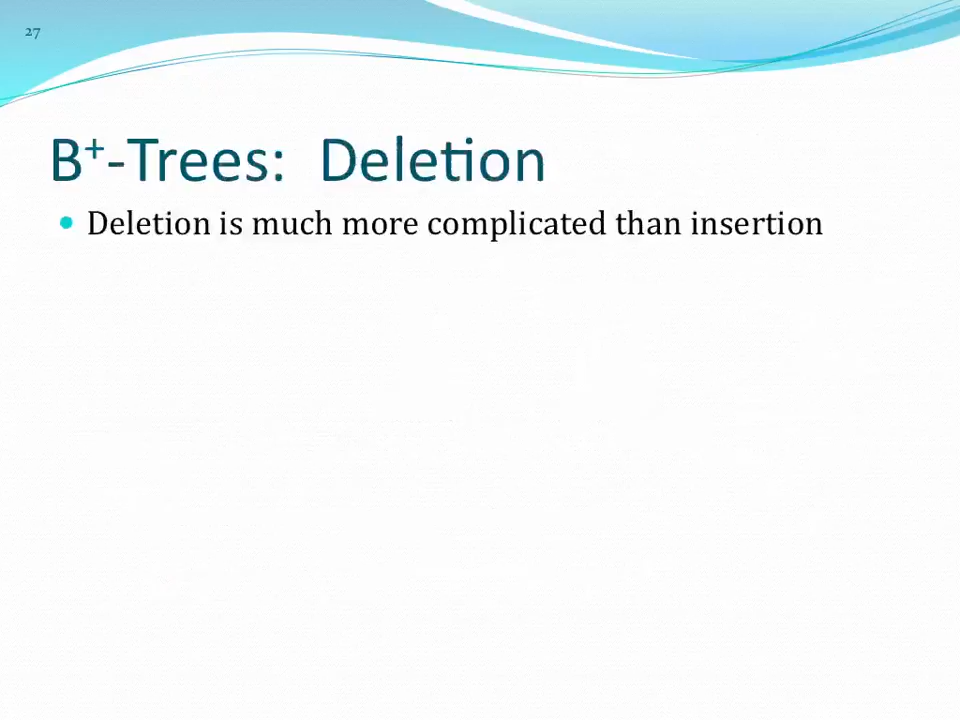 27
B⁺-Trees:  Deletion
• Deletion is much more complicated than insertion